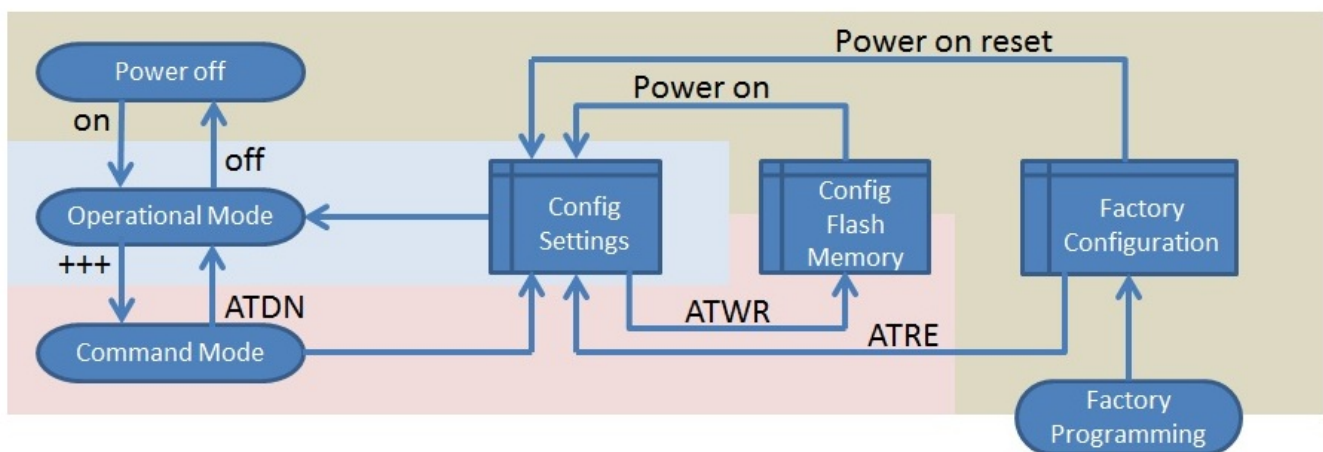 Power on reset
Power off
Power on
on
off
Operational Mode
Config
Settings
Config
Flash
Memory
Factory
Configuration
+++
ATDN
ATWR
ATRE
Command Mode
Factory
Programming